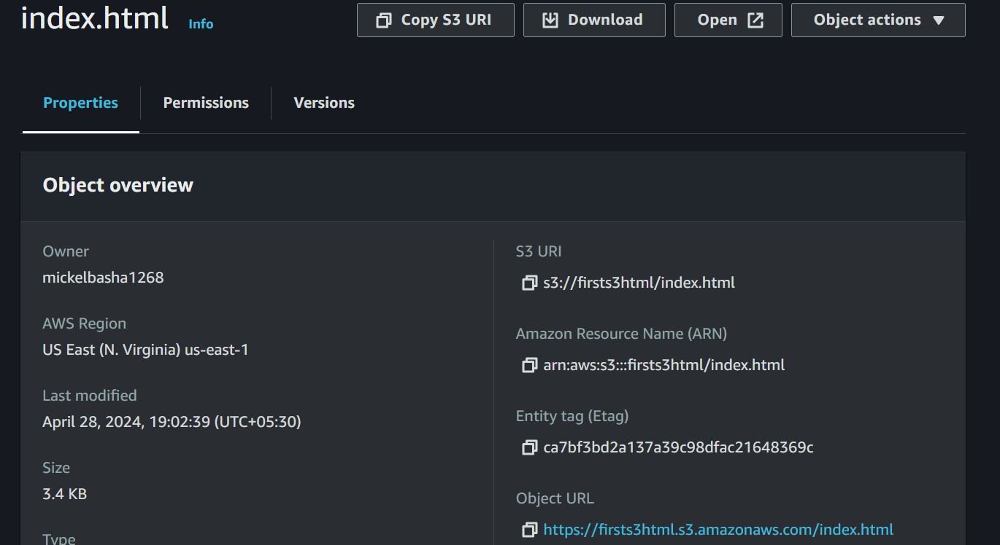 index.html Info Copy S3 URI Download Open Object actions
Properties Permissions Versions
Object overview
Owner
mickelbasha1268
AWS Region
US East (N. Virginia) us-east-1
Last modified
April 28, 2024, 19:02:39 (UTC+05:30)
Size
3.4 KB
Type
S3 URI
s3://firsts3html/index.html
Amazon Resource Name (ARN)
arn:aws:s3:::firsts3html/index.html
Entity tag (Etag)
ca7bf3bd2a137a39c98dfac21648369c
Object URL
https://firsts3html.s3.amazonaws.com/index.html